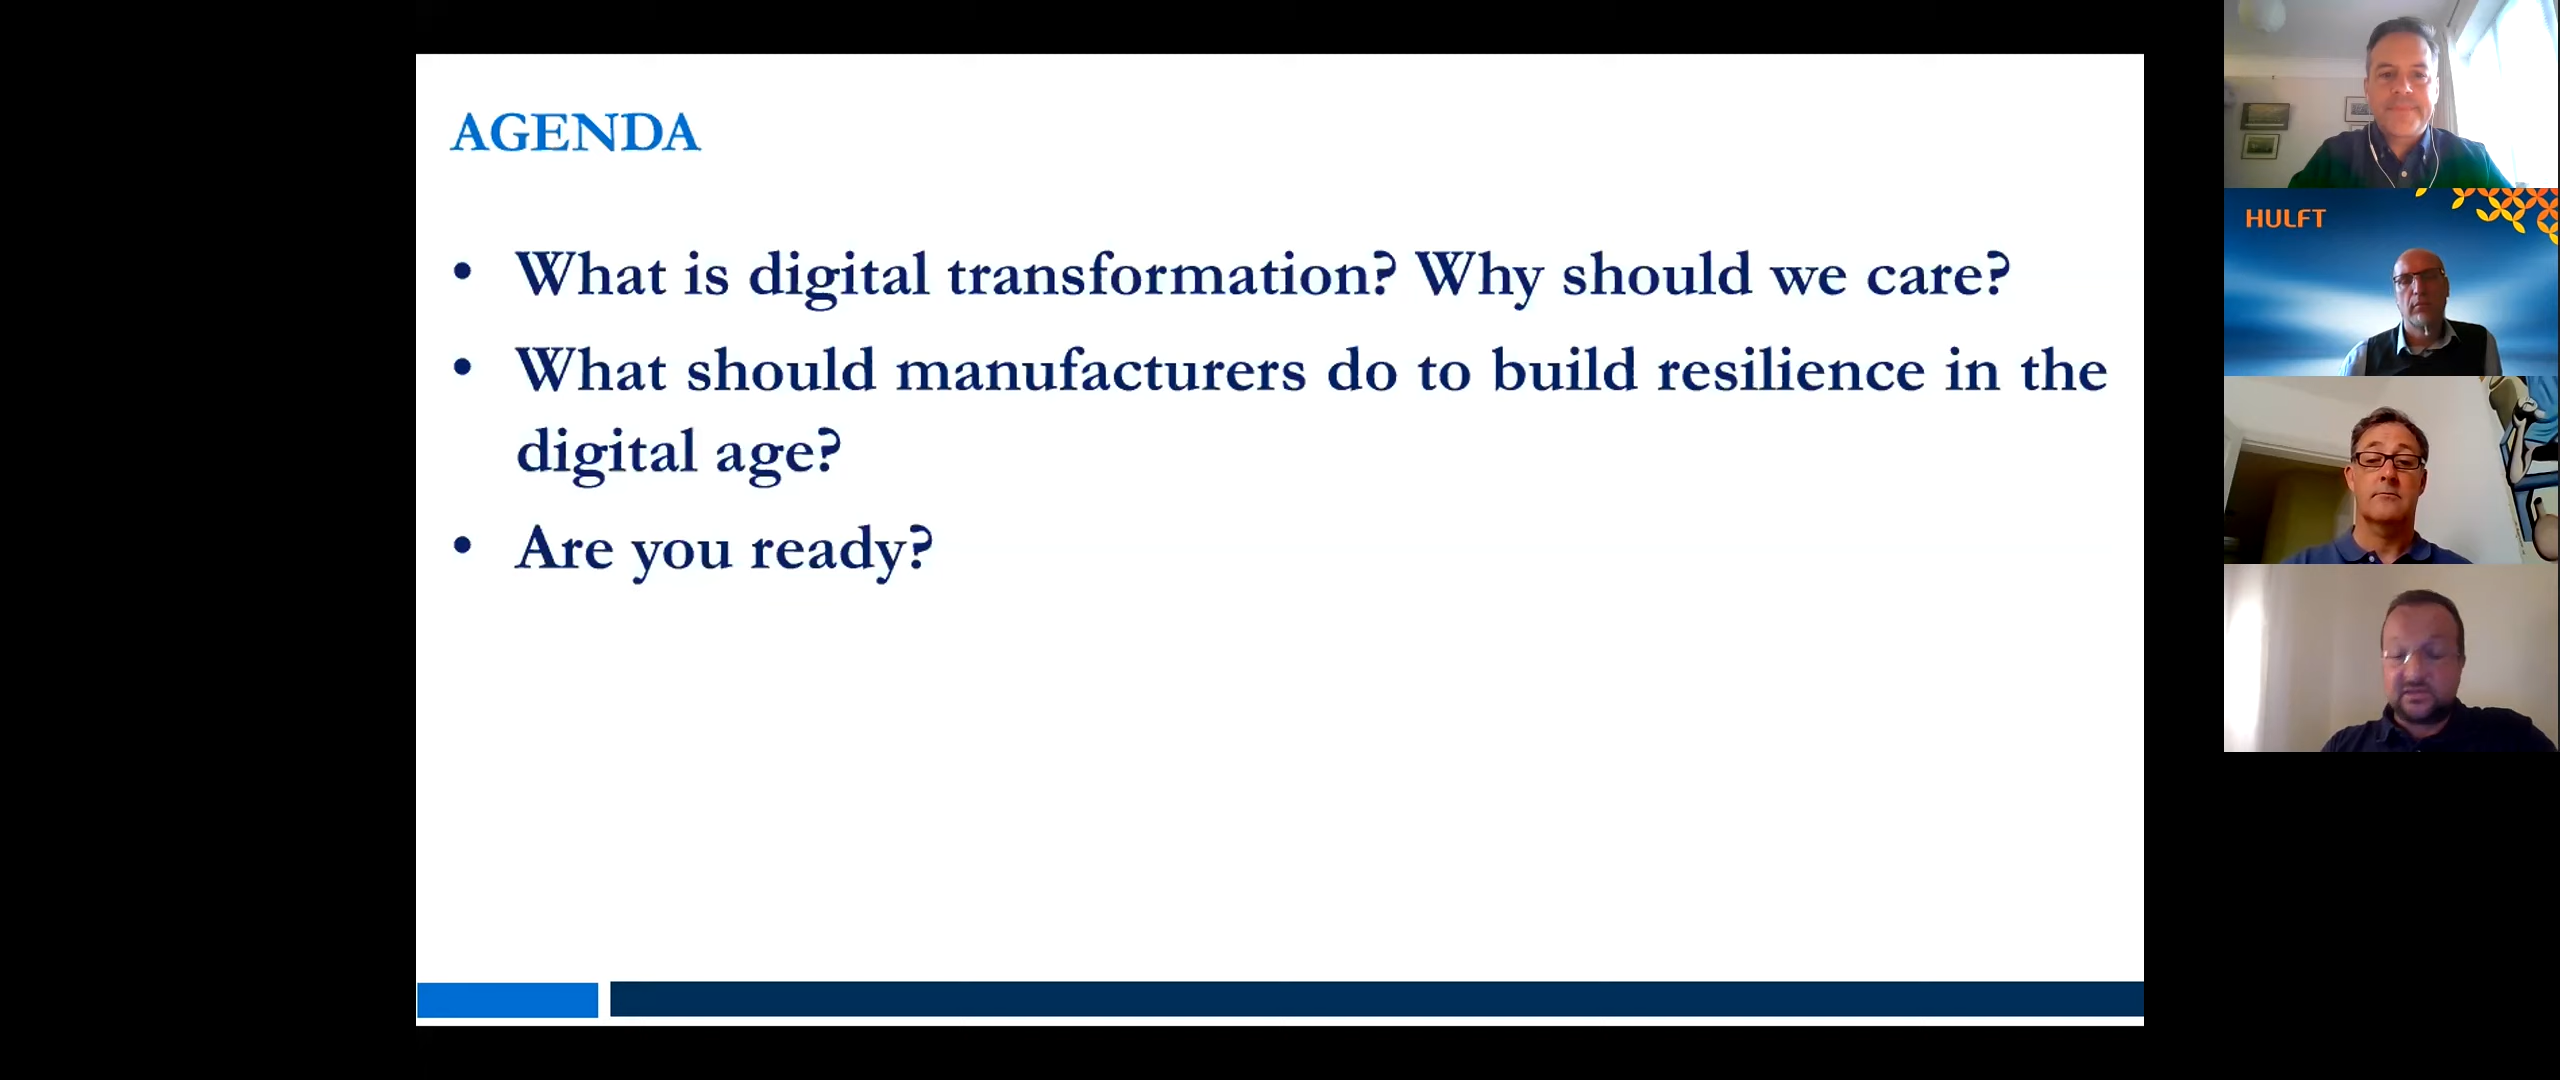 AGENDA
• What is digital transformation? Why should we care?
• What should manufacturers do to build resilience in the
digital age?
• Are you ready?
HULFT